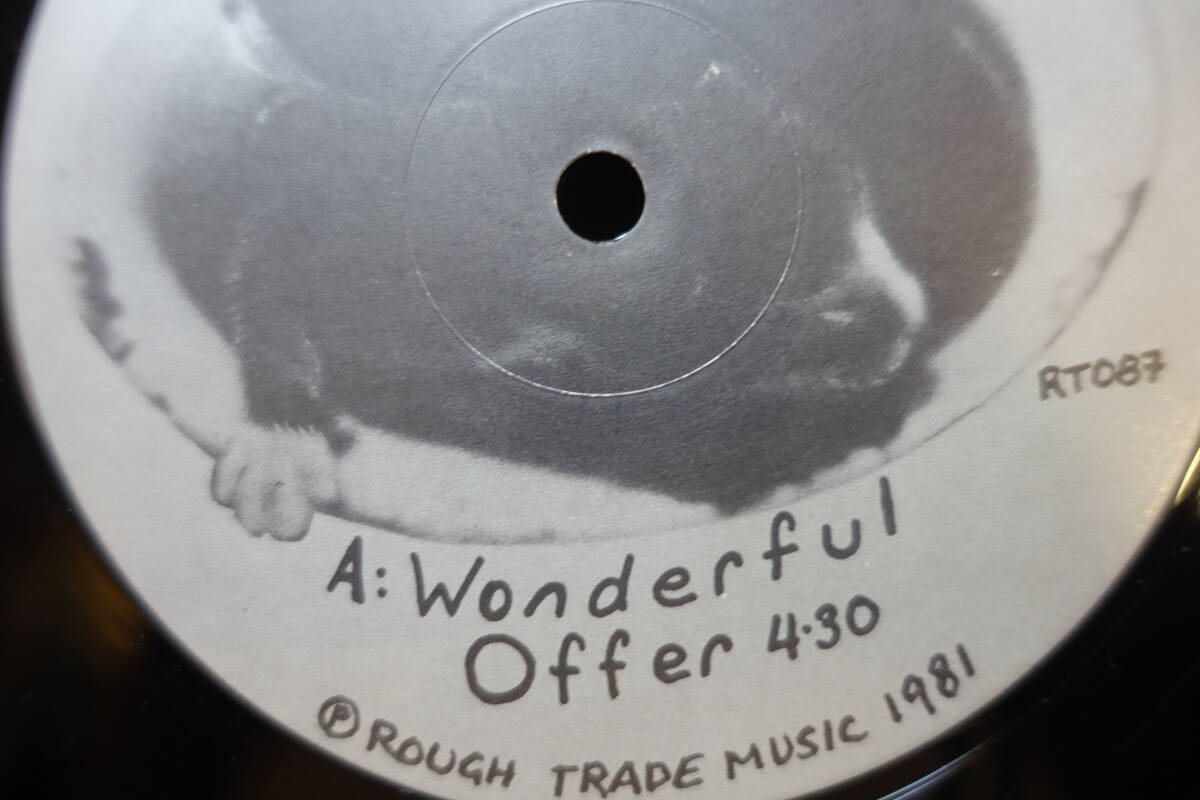 RT087
A: Wonderful
Offer 4·30
Ⓟ ROUGH TRADE MUSIC 1981